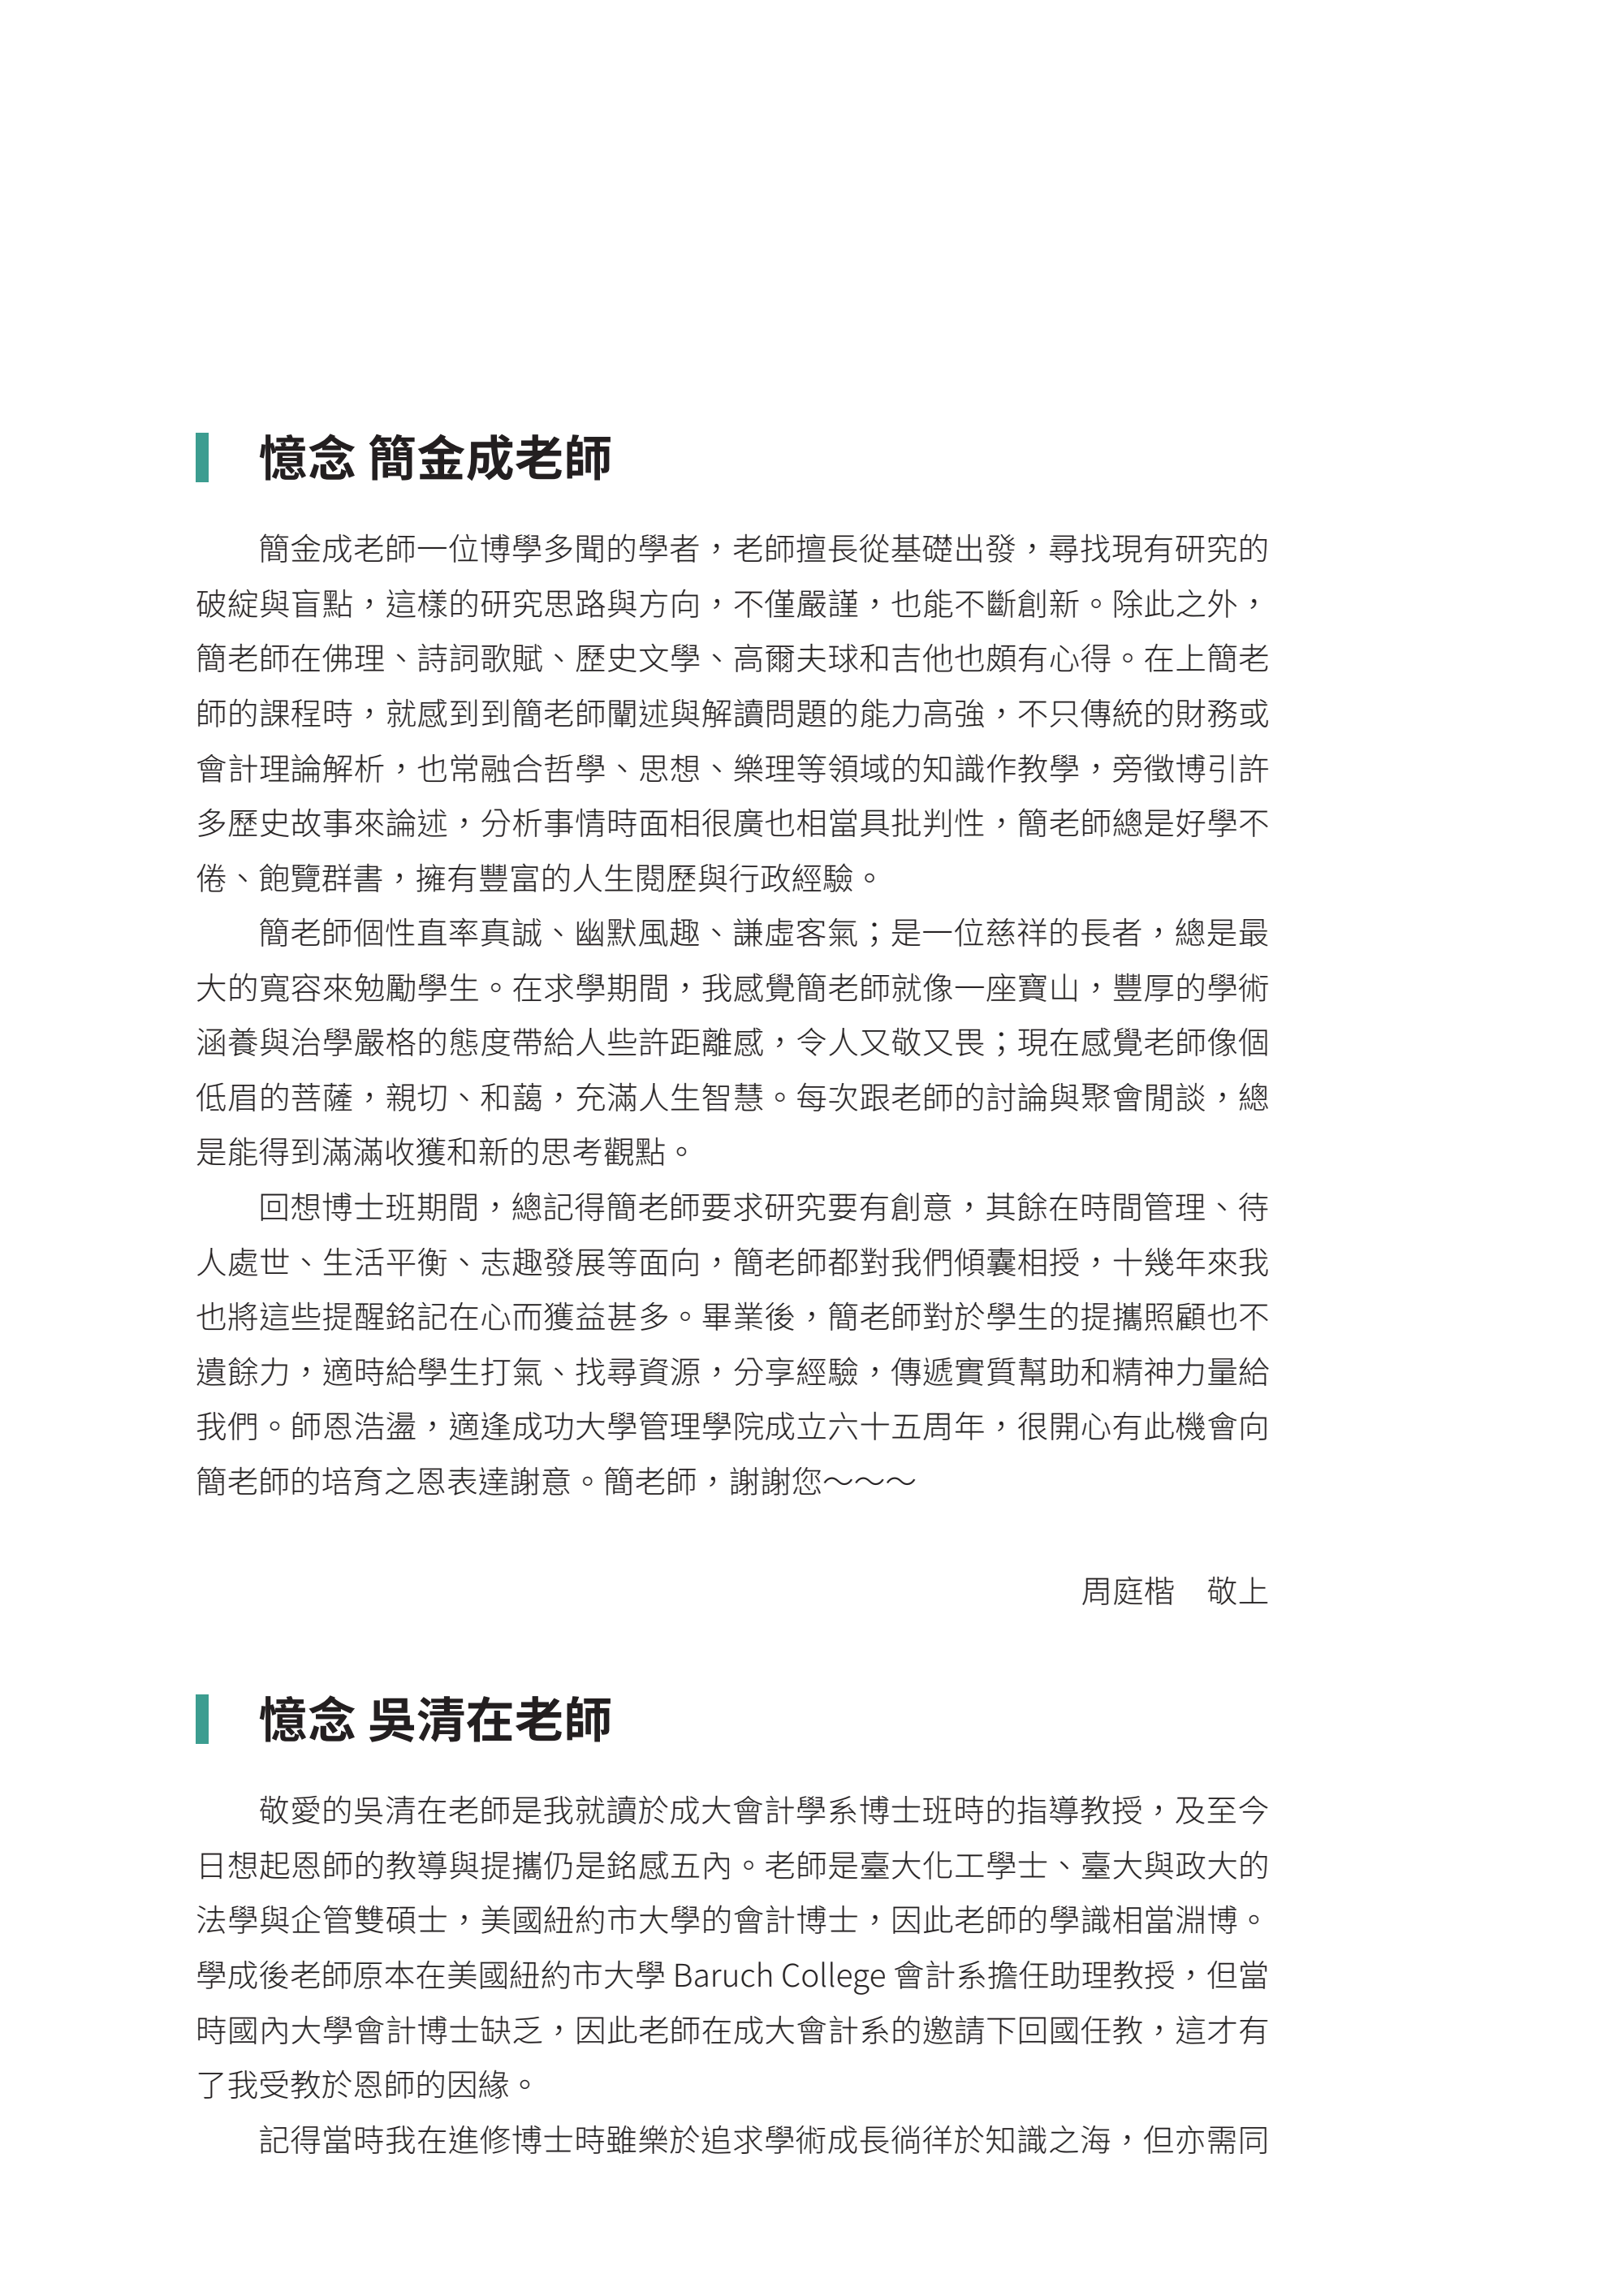 憶念 簡金成老師
簡金成老師一位博學多聞的學者，老師擅長從基礎出發，尋找現有研究的
破綻與盲點，這樣的研究思路與方向，不僅嚴謹，也能不斷創新。除此之外，
簡老師在佛理、詩詞歌賦、歷史文學、高爾夫球和吉他也頗有心得。在上簡老
師的課程時，就感到到簡老師闡述與解讀問題的能力高強，不只傳統的財務或
會計理論解析，也常融合哲學、思想、樂理等領域的知識作教學，旁徵博引許
多歷史故事來論述，分析事情時面相很廣也相當具批判性，簡老師總是好學不
倦、飽覽群書，擁有豐富的人生閱歷與行政經驗。
簡老師個性直率真誠、幽默風趣、謙虛客氣；是一位慈祥的長者，總是最
大的寬容來勉勵學生。在求學期間，我感覺簡老師就像一座寶山，豐厚的學術
涵養與治學嚴格的態度帶給人些許距離感，令人又敬又畏；現在感覺老師像個
低眉的菩薩，親切、和藹，充滿人生智慧。每次跟老師的討論與聚會閒談，總
是能得到滿滿收獲和新的思考觀點。
回想博士班期間，總記得簡老師要求研究要有創意，其餘在時間管理、待
人處世、生活平衡、志趣發展等面向，簡老師都對我們傾囊相授，十幾年來我
也將這些提醒銘記在心而獲益甚多。畢業後，簡老師對於學生的提攜照顧也不
遺餘力，適時給學生打氣、找尋資源，分享經驗，傳遞實質幫助和精神力量給
我們。師恩浩盪，適逢成功大學管理學院成立六十五周年，很開心有此機會向
簡老師的培育之恩表達謝意。簡老師，謝謝您～～～
周庭楷　敬上
憶念 吳清在老師
敬愛的吳清在老師是我就讀於成大會計學系博士班時的指導教授，及至今
日想起恩師的教導與提攜仍是銘感五內。老師是臺大化工學士、臺大與政大的
法學與企管雙碩士，美國紐約市大學的會計博士，因此老師的學識相當淵博。
學成後老師原本在美國紐約市大學 Baruch College 會計系擔任助理教授，但當
時國內大學會計博士缺乏，因此老師在成大會計系的邀請下回國任教，這才有
了我受教於恩師的因緣。
記得當時我在進修博士時雖樂於追求學術成長徜徉於知識之海，但亦需同